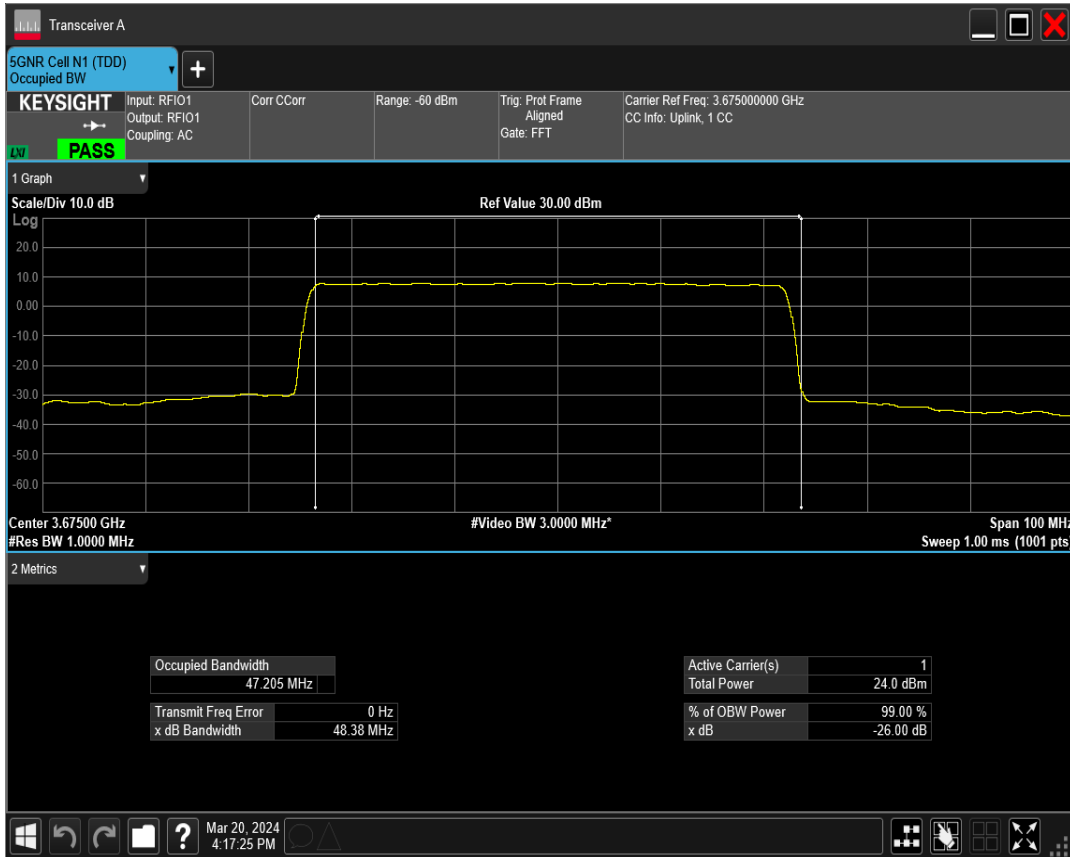 Transceiver A
5GNR Cell N1 (TDD)
Occupied BW
+
KEYSIGHT
LXI
PASS
Input: RFIO1
Output: RFIO1
Coupling: AC
Corr CCorr
Range: -60 dBm
Trig: Prot Frame
Aligned
Gate: FFT
Carrier Ref Freq: 3.675000000 GHz
CC Info: Uplink, 1 CC
1 Graph
Scale/Div 10.0 dB
Ref Value 30.00 dBm
Log
20.0
10.0
0.00
-10.0
-20.0
-30.0
-40.0
-50.0
-60.0
Center 3.67500 GHz
#Video BW 3.0000 MHz*
Span 100 MHz
#Res BW 1.0000 MHz
Sweep 1.00 ms (1001 pts)
2 Metrics
Occupied Bandwidth
47.205 MHz
Transmit Freq Error 0 Hz
x dB Bandwidth 48.38 MHz
Active Carrier(s) 1
Total Power 24.0 dBm
% of OBW Power 99.00 %
x dB -26.00 dB
?
Mar 20, 2024
4:17:25 PM